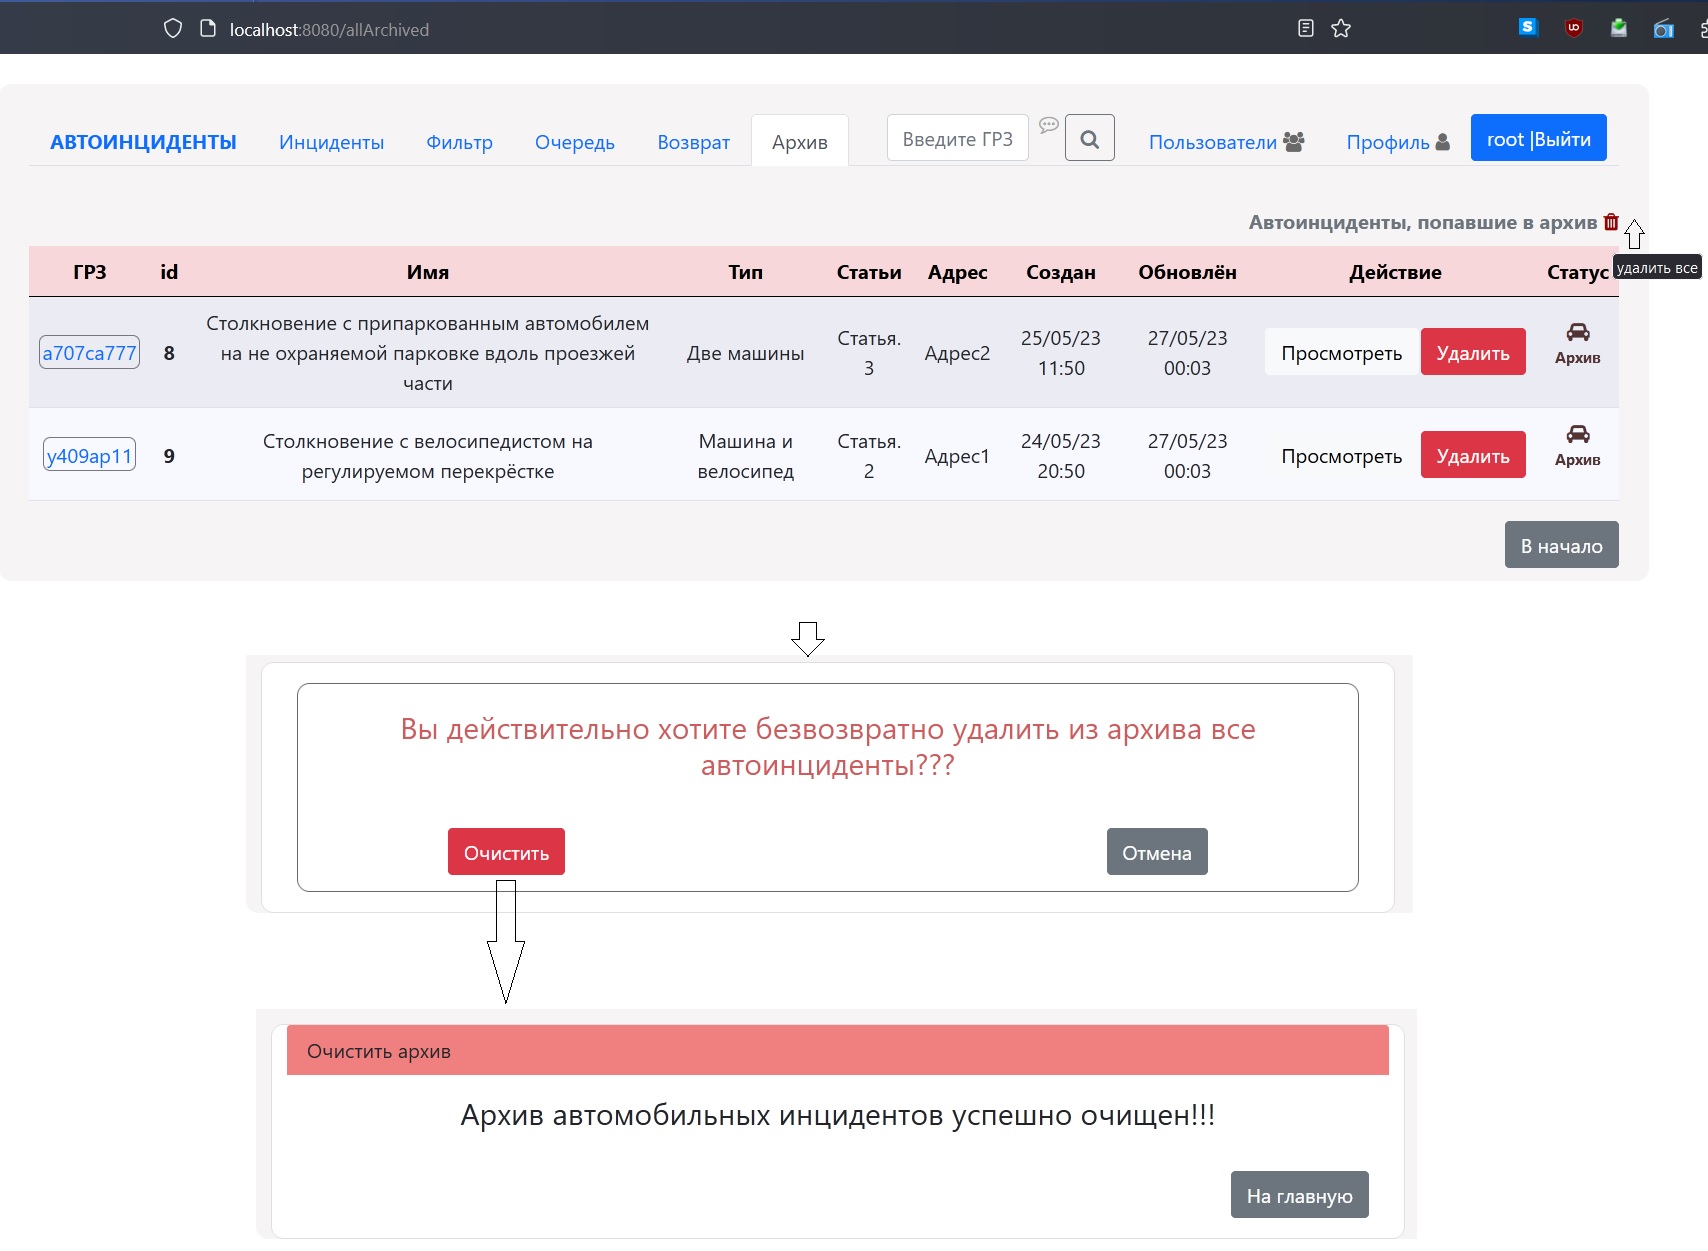 localhost:8080/allArchived
АВТОИНЦИДЕНТЫ Инциденты Фильтр Очередь Возврат Архив Введите ГРЗ Пользователи Профиль root |Выйти
Автоинциденты, попавшие в архив
удалить все
ГРЗ id Имя Тип Статьи Адрес Создан Обновлён Действие Статус
а707са777 8 Столкновение с припаркованным автомобилем на не охраняемой парковке вдоль проезжей части Две машины Статья. 3 Адрес2 25/05/23 11:50 27/05/23 00:03 Просмотреть Удалить Архив
у409ар11 9 Столкновение с велосипедистом на регулируемом перекрёстке Машина и велосипед Статья. 2 Адрес1 24/05/23 20:50 27/05/23 00:03 Просмотреть Удалить Архив
В начало
Вы действительно хотите безвозвратно удалить из архива все
автоинциденты???
Очистить Отмена
Очистить архив
Архив автомобильных инцидентов успешно очищен!!!
На главную